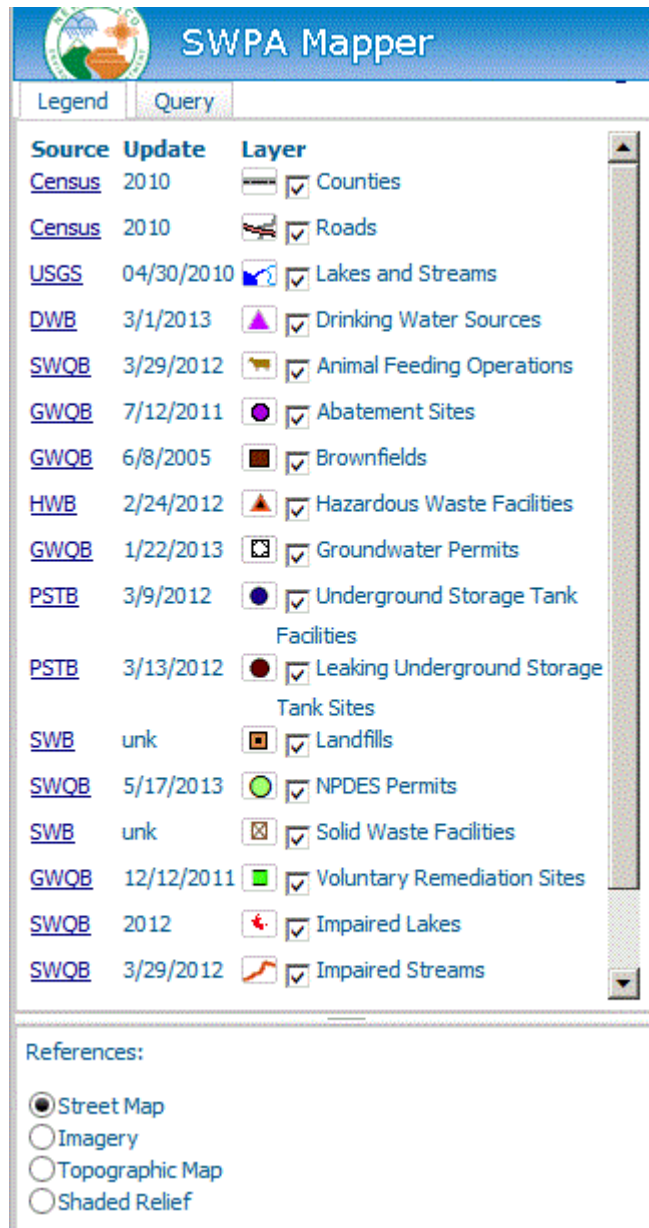 SWPA Mapper
Legend Query
Source Update Layer
Census 2010 Counties
Census 2010 Roads
USGS 04/30/2010 Lakes and Streams
DWB 3/1/2013 Drinking Water Sources
SWQB 3/29/2012 Animal Feeding Operations
GWQB 7/12/2011 Abatement Sites
GWQB 6/8/2005 Brownfields
HWB 2/24/2012 Hazardous Waste Facilities
GWQB 1/22/2013 Groundwater Permits
PSTB 3/9/2012 Underground Storage Tank
Facilities
PSTB 3/13/2012 Leaking Underground Storage
Tank Sites
SWB unk Landfills
SWQB 5/17/2013 NPDES Permits
SWB unk Solid Waste Facilities
GWQB 12/12/2011 Voluntary Remediation Sites
SWQB 2012 Impaired Lakes
SWQB 3/29/2012 Impaired Streams
References:
Street Map
Imagery
Topographic Map
Shaded Relief